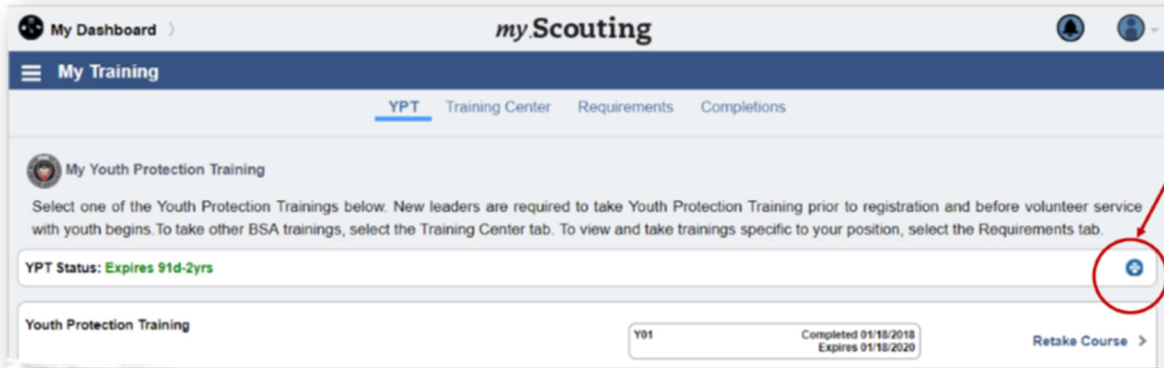 My Dashboard
my.Scouting
My Training
YPT Training Center Requirements Completions
My Youth Protection Training
Select one of the Youth Protection Trainings below. New leaders are required to take Youth Protection Training prior to registration and before volunteer service
with youth begins.To take other BSA trainings, select the Training Center tab. To view and take trainings specific to your position, select the Requirements tab.
YPT Status: Expires 91d-2yrs
Youth Protection Training
Y01 Completed 01/18/2018
Expires 01/18/2020
Retake Course